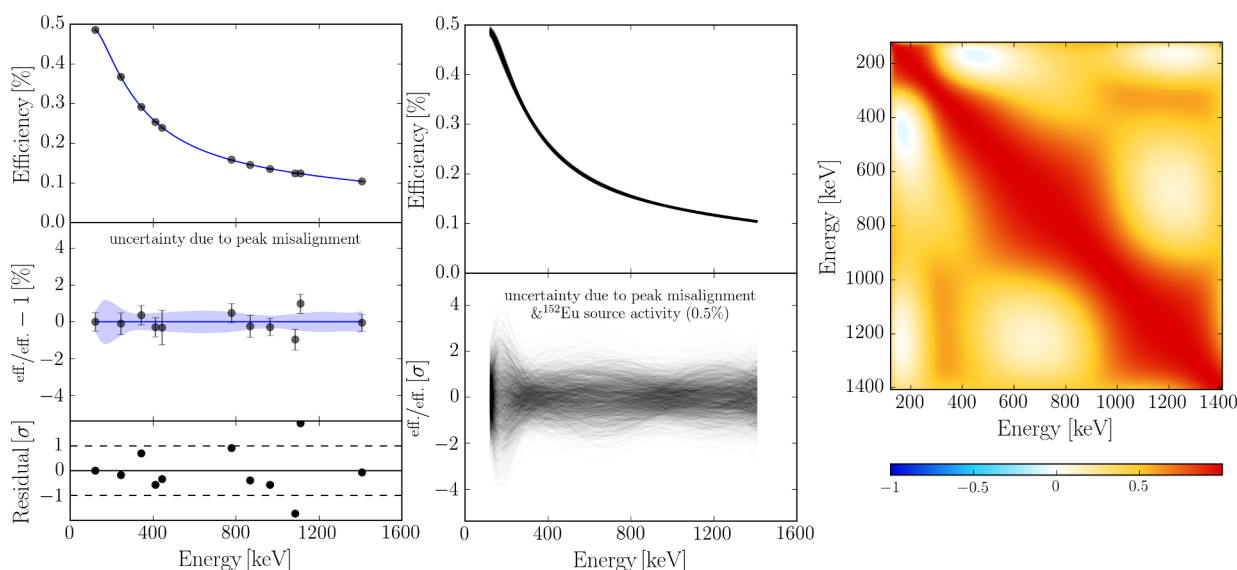 0.5
0.4
0.3
0.2
0.1
0.0
Efficiency [%]
uncertainty due to peak misalignment
4
2
0
−2
−4
eff./eff. − 1 [%]
1
0
−1
Residual [σ]
0 400 800 1200 1600
Energy [keV]
0.5
0.4
0.3
0.2
0.1
0.0
Efficiency [%]
uncertainty due to peak misalignment
&¹⁵²Eu source activity (0.5%)
4
2
0
−2
−4
eff./eff. [σ]
0 400 800 1200 1600
Energy [keV]
200
400
600
800
1000
1200
1400
Energy [keV]
200 400 600 800 1000 1200 1400
Energy [keV]
−1 −0.5 0 0.5